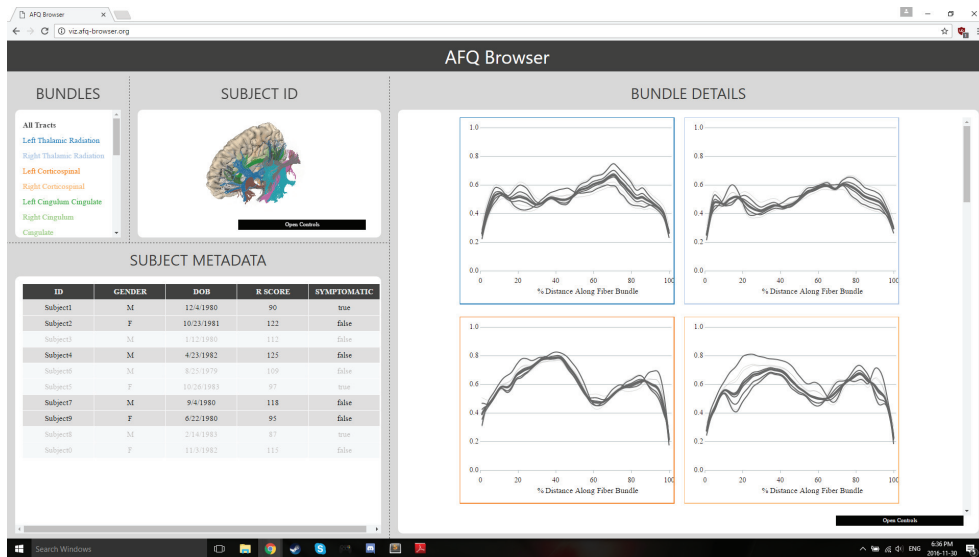 AFQ Browser
viz.afq-browser.org
AFQ Browser
BUNDLES
All Tracts
Left Thalamic Radiation
Right Thalamic Radiation
Left Corticospinal
Right Corticospinal
Left Cingulum Cingulate
Right Cingulum
Cingulate
SUBJECT ID
Open Controls
SUBJECT METADATA
ID GENDER DOB R SCORE SYMPTOMATIC
Subject1 M 12/4/1980 90 true
Subject2 F 10/23/1981 122 false
Subject3 M 1/12/1980 112 false
Subject4 M 4/23/1982 125 false
M 8/25/1979 109 false
Subject5 F 10/26/1983 97 true
Subject7 M 9/4/1980 118 false
Subject9 F 6/22/1980 95 false
M 2/14/1983 87 true
F 11/3/1982 115 false
BUNDLE DETAILS
1.0
0.8
0.6
0.4
0.2
0.0
0 20 40 60 80 100
% Distance Along Fiber Bundle
1.0
0.8
0.6
0.4
0.2
0.0
0 20 40 60 80 100
% Distance Along Fiber Bundle
1.0
0.8
0.6
0.4
0.2
0.0
0 20 40 60 80 100
% Distance Along Fiber Bundle
1.0
0.8
0.6
0.4
0.2
0.0
0 20 40 60 80 100
% Distance Along Fiber Bundle
Open Controls
Search Windows
ENG
6:36 PM
2016-11-30